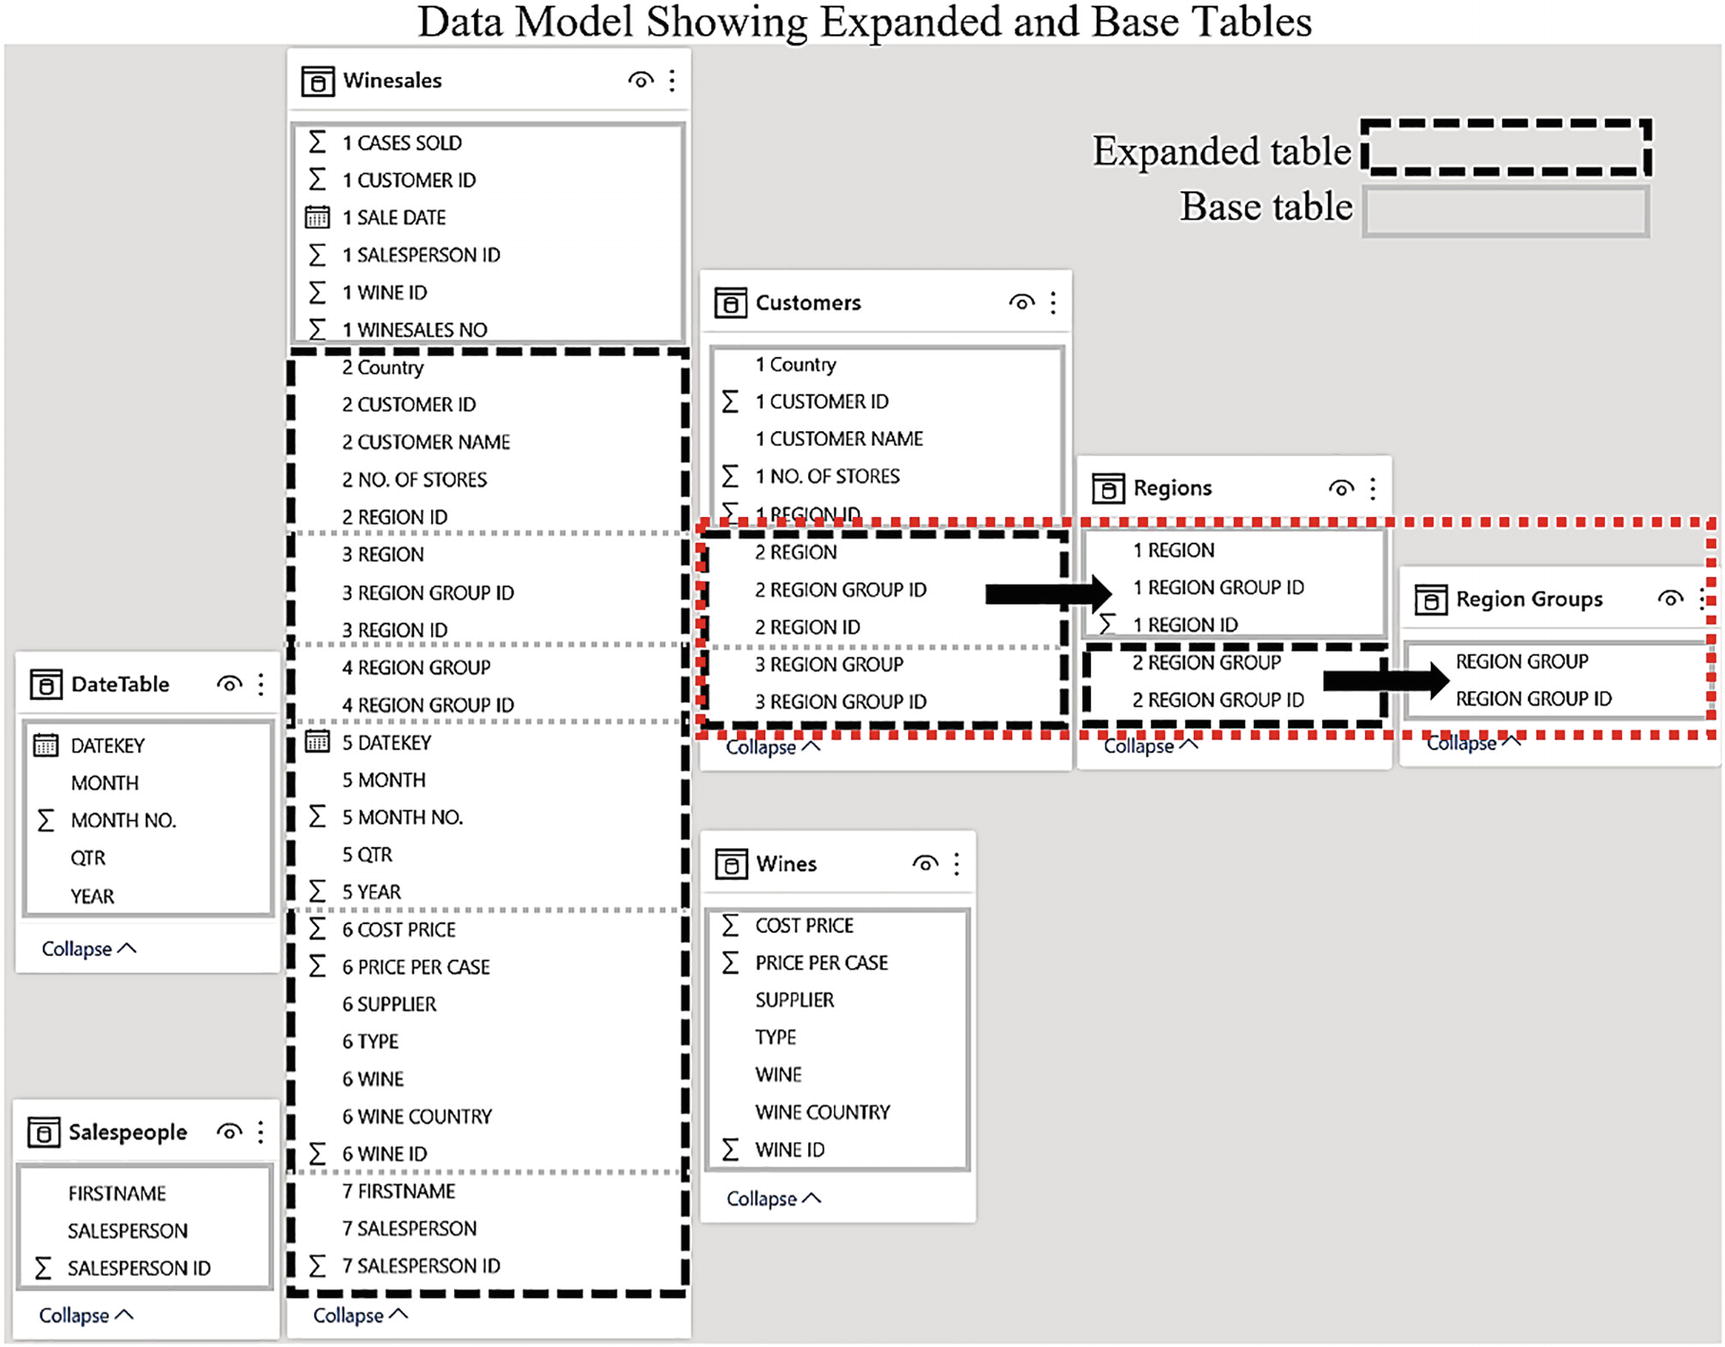 Data Model Showing Expanded and Base Tables
Winesales
1 CASES SOLD
1 CUSTOMER ID
1 SALE DATE
1 SALESPERSON ID
1 WINE ID
1 WINESALES NO
2 Country
2 CUSTOMER ID
2 CUSTOMER NAME
2 NO. OF STORES
2 REGION ID
3 REGION
3 REGION GROUP ID
3 REGION ID
4 REGION GROUP
4 REGION GROUP ID
5 DATEKEY
5 MONTH
5 MONTH NO.
5 QTR
5 YEAR
6 COST PRICE
6 PRICE PER CASE
6 SUPPLIER
6 TYPE
6 WINE
6 WINE COUNTRY
6 WINE ID
7 FIRSTNAME
7 SALESPERSON
7 SALESPERSON ID
Collapse
Expanded table
Base table
Customers
1 Country
1 CUSTOMER ID
1 CUSTOMER NAME
1 NO. OF STORES
1 REGION ID
2 REGION
2 REGION GROUP ID
2 REGION ID
3 REGION GROUP
3 REGION GROUP ID
Collapse
Regions
1 REGION
1 REGION GROUP ID
1 REGION ID
2 REGION GROUP
2 REGION GROUP ID
Collapse
Region Groups
REGION GROUP
REGION GROUP ID
Collapse
DateTable
DATEKEY
MONTH
MONTH NO.
QTR
YEAR
Collapse
Wines
COST PRICE
PRICE PER CASE
SUPPLIER
TYPE
WINE
WINE COUNTRY
WINE ID
Collapse
Salespeople
FIRSTNAME
SALESPERSON
SALESPERSON ID
Collapse